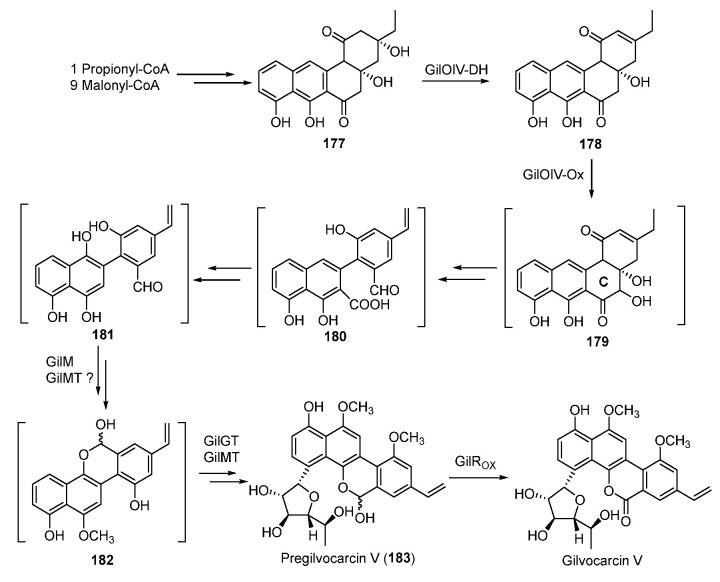 1 Propionyl-CoA
9 Malonyl-CoA
O
OH
OH
OH
OH
O
177
GilOIV-DH
O
OH
OH
OH
O
178
GilOIV-Ox
O
OH
OH
C
OH
OH
O
179
HO
CHO
COOH
OH
OH
180
HO
HO
CHO
OH
OH
181
GilM
GilMT ?
OH
O
OH
OH
OCH3
182
GilGT
GilMT
OH
OCH3
OCH3
O
OH
HO
O
OH
HO
H
Pregilvocarcin V (183)
GilROX
OH
OCH3
OCH3
O
O
HO
O
OH
HO
H
Gilvocarcin V